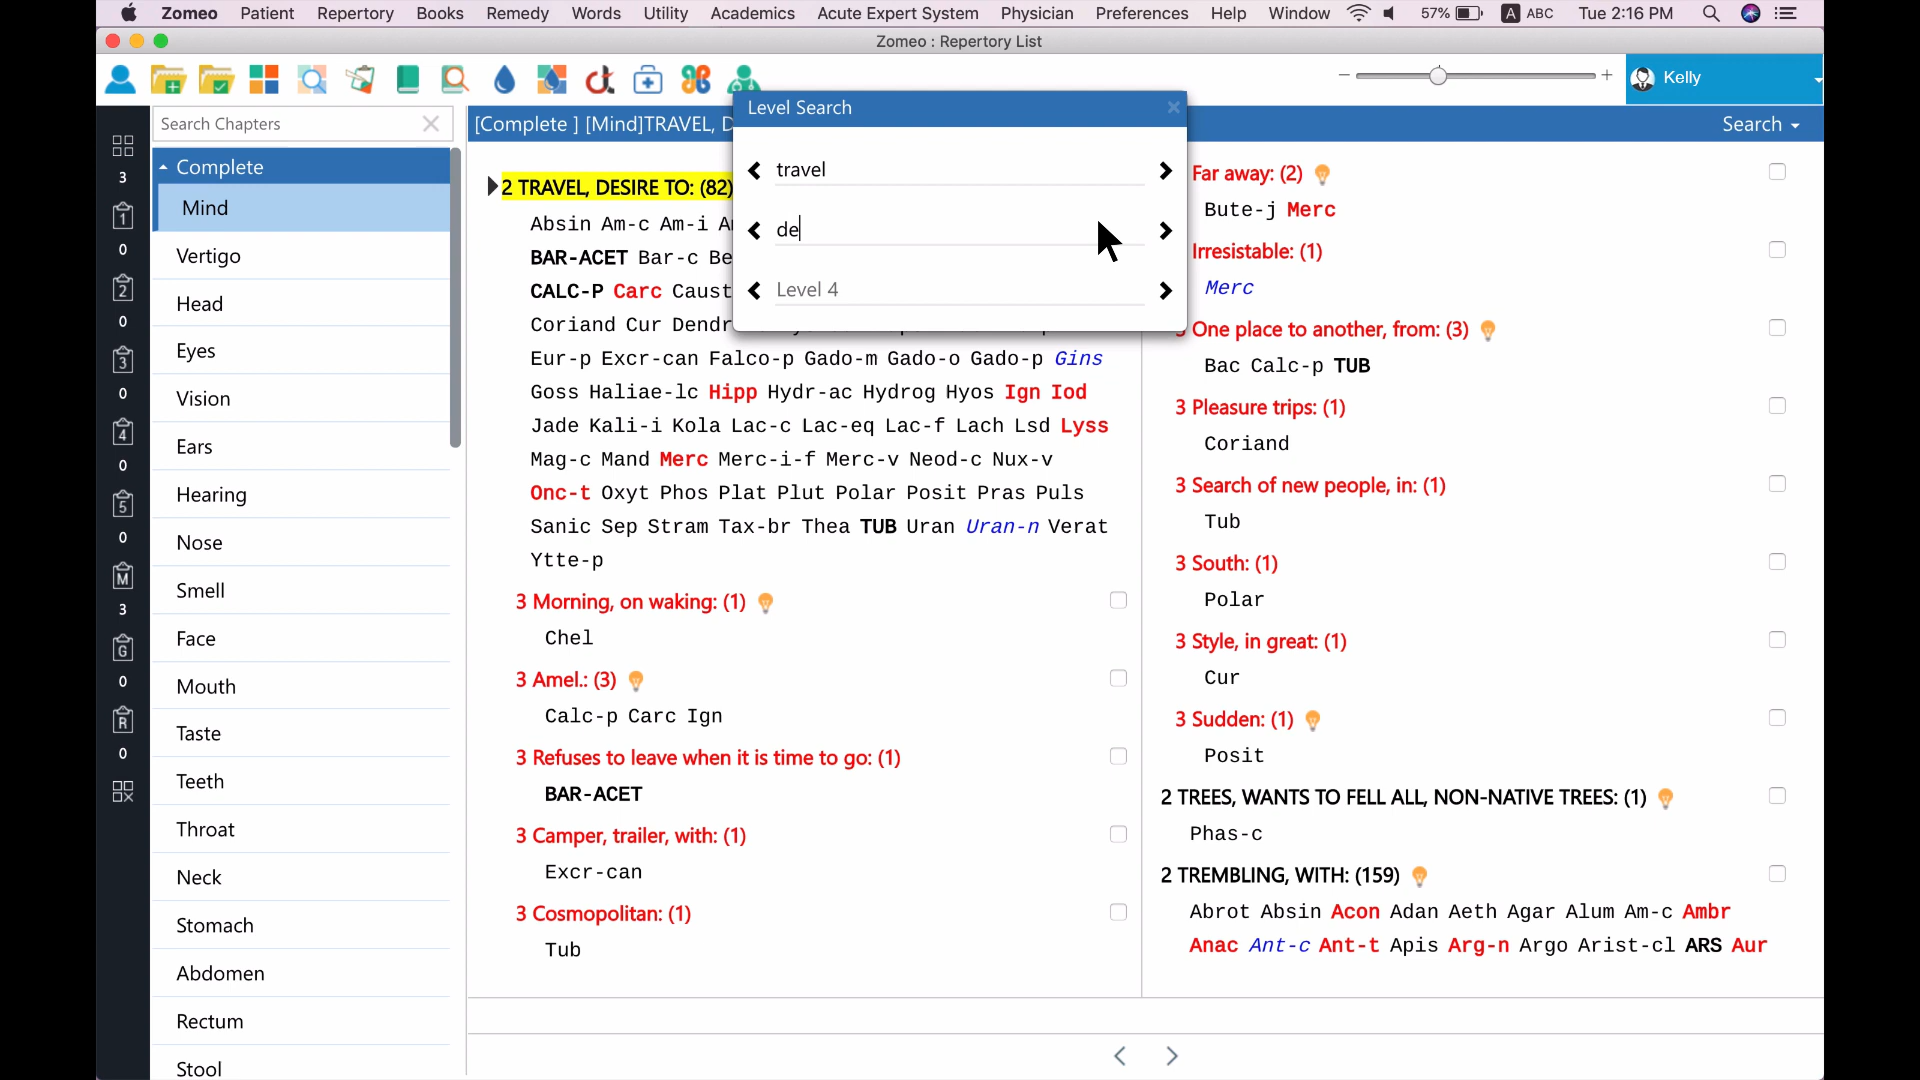 Zomeo Patient Repertory Books Remedy Words Utility Academics Acute Expert System Physician Preferences Help Window 57% A ABC Tue 2:16 PM
Zomeo : Repertory List
Kelly
Search Chapters
[Complete ] [Mind]TRAVEL, D
Search
Level Search
travel
de
Level 4
3
1
0
2
0
3
0
4
0
5
0
M
3
G
0
R
0
Complete
Mind
Vertigo
Head
Eyes
Vision
Ears
Hearing
Nose
Smell
Face
Mouth
Taste
Teeth
Throat
Neck
Stomach
Abdomen
Rectum
Stool
2 TRAVEL, DESIRE TO: (82)
Absin Am-c Am-i
BAR-ACET Bar-c Be
CALC-P Carc Caust
Coriand Cur Dendr
Eur-p Excr-can Falco-p Gado-m Gado-o Gado-p Gins
Goss Haliae-lc Hipp Hydr-ac Hydrog Hyos Ign Iod
Jade Kali-i Kola Lac-c Lac-eq Lac-f Lach Lsd Lyss
Mag-c Mand Merc Merc-i-f Merc-v Neod-c Nux-v
Onc-t Oxyt Phos Plat Plut Polar Posit Pras Puls
Sanic Sep Stram Tax-br Thea TUB Uran Uran-n Verat
Ytte-p
3 Morning, on waking: (1)
Chel
3 Amel.: (3)
Calc-p Carc Ign
3 Refuses to leave when it is time to go: (1)
BAR-ACET
3 Camper, trailer, with: (1)
Excr-can
3 Cosmopolitan: (1)
Tub
Far away: (2)
Bute-j Merc
Irresistable: (1)
Merc
One place to another, from: (3)
Bac Calc-p TUB
3 Pleasure trips: (1)
Coriand
3 Search of new people, in: (1)
Tub
3 South: (1)
Polar
3 Style, in great: (1)
Cur
3 Sudden: (1)
Posit
2 TREES, WANTS TO FELL ALL, NON-NATIVE TREES: (1)
Phas-c
2 TREMBLING, WITH: (159)
Abrot Absin Acon Adan Aeth Agar Alum Am-c Ambr
Anac Ant-c Ant-t Apis Arg-n Argo Arist-cl ARS Aur